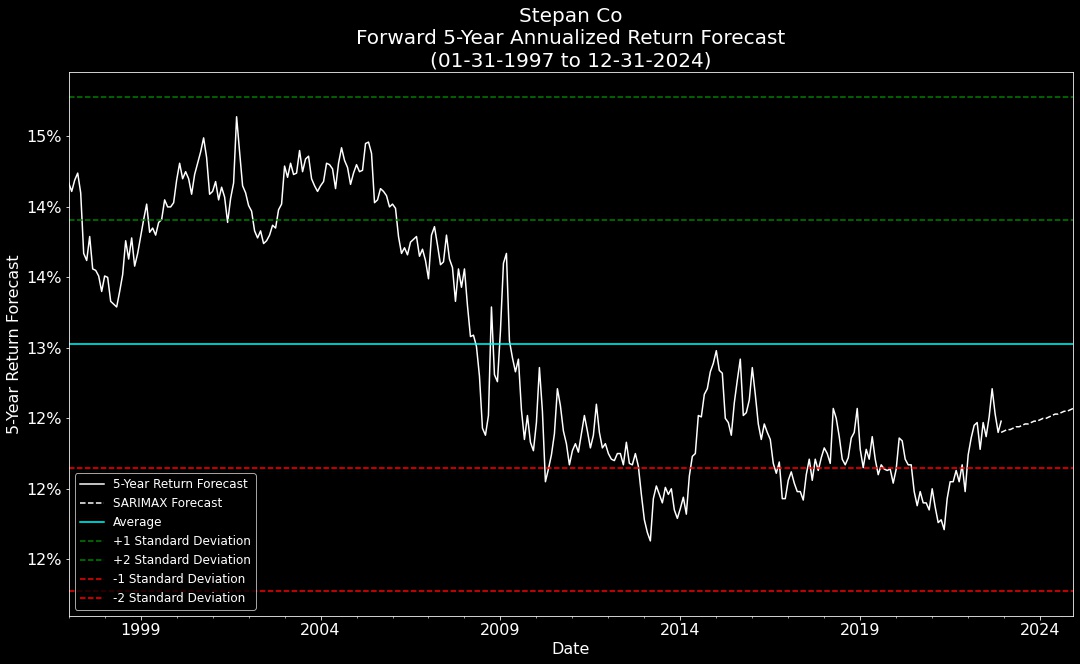 Stepan Co
Forward 5-Year Annualized Return Forecast
(01-31-1997 to 12-31-2024)
5-Year Return Forecast
15%
14%
14%
13%
12%
12%
12%
5-Year Return Forecast
SARIMAX Forecast
Average
+1 Standard Deviation
+2 Standard Deviation
-1 Standard Deviation
-2 Standard Deviation
1999
2004
2009
2014
2019
2024
Date